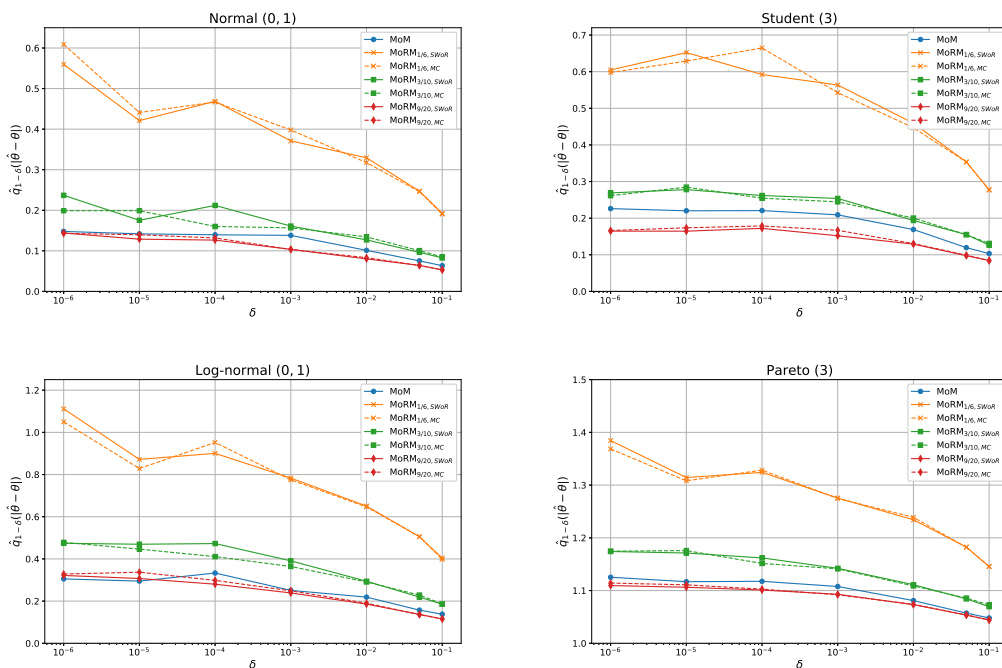 Normal (0, 1)
0.6
0.5
0.4
0.3
0.2
0.1
0.0
q̂₁₋δ(|θ̂ − θ|)
10⁻⁶ 10⁻⁵ 10⁻⁴ 10⁻³ 10⁻² 10⁻¹
δ
MoM
MoRM₁/₆, SWoR
MoRM₁/₆, MC
MoRM₃/₁₀, SWoR
MoRM₃/₁₀, MC
MoRM₉/₂₀, SWoR
MoRM₉/₂₀, MC
Student (3)
0.7
0.6
0.5
0.4
0.3
0.2
0.1
0.0
q̂₁₋δ(|θ̂ − θ|)
10⁻⁶ 10⁻⁵ 10⁻⁴ 10⁻³ 10⁻² 10⁻¹
δ
MoM
MoRM₁/₆, SWoR
MoRM₁/₆, MC
MoRM₃/₁₀, SWoR
MoRM₃/₁₀, MC
MoRM₉/₂₀, SWoR
MoRM₉/₂₀, MC
Log-normal (0, 1)
1.2
1.0
0.8
0.6
0.4
0.2
0.0
q̂₁₋δ(|θ̂ − θ|)
10⁻⁶ 10⁻⁵ 10⁻⁴ 10⁻³ 10⁻² 10⁻¹
δ
MoM
MoRM₁/₆, SWoR
MoRM₁/₆, MC
MoRM₃/₁₀, SWoR
MoRM₃/₁₀, MC
MoRM₉/₂₀, SWoR
MoRM₉/₂₀, MC
Pareto (3)
1.5
1.4
1.3
1.2
1.1
1.0
q̂₁₋δ(|θ̂ − θ|)
10⁻⁶ 10⁻⁵ 10⁻⁴ 10⁻³ 10⁻² 10⁻¹
δ
MoM
MoRM₁/₆, SWoR
MoRM₁/₆, MC
MoRM₃/₁₀, SWoR
MoRM₃/₁₀, MC
MoRM₉/₂₀, SWoR
MoRM₉/₂₀, MC